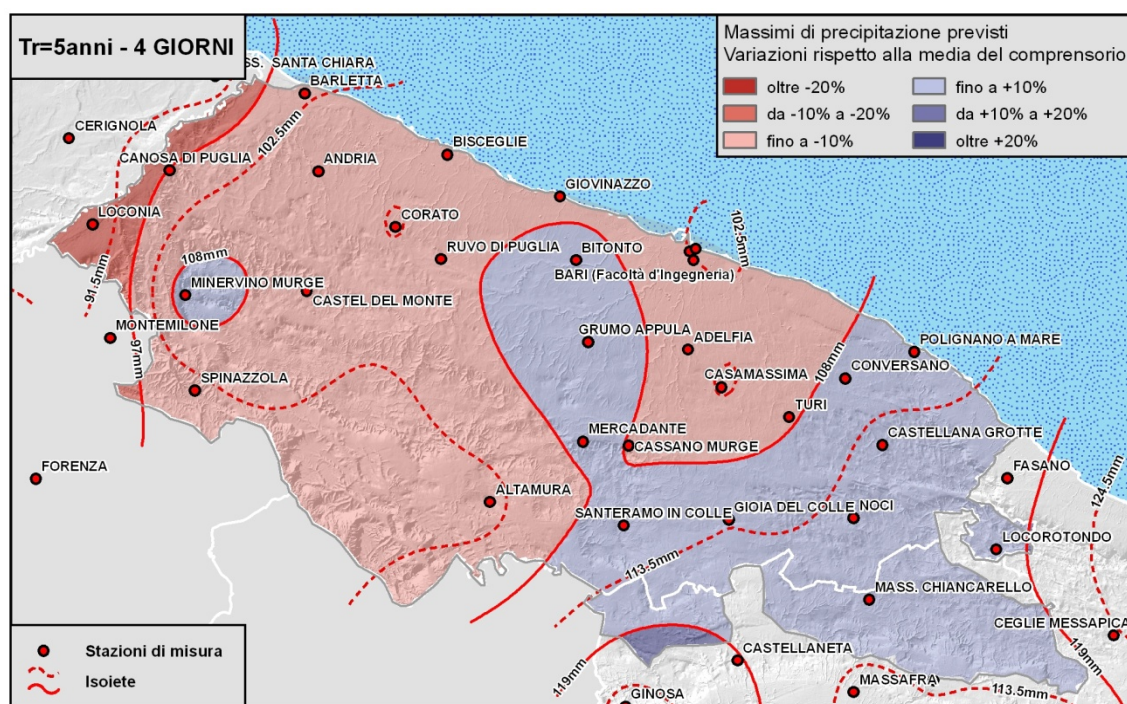 Tr=5anni - 4 GIORNI
Massimi di precipitazione previsti
Variazioni rispetto alla media del comprensorio
oltre -20%
fino a +10%
da -10% a -20%
da +10% a +20%
fino a -10%
oltre +20%
SS. SANTA CHIARA
BARLETTA
CERIGNOLA
102.5mm
BISCEGLIE
CANOSA DI PUGLIA
ANDRIA
GIOVINAZZO
LOCONIA
CORATO
102.5mm
RUVO DI PUGLIA
BITONTO
108mm
BARI (Facoltà d'Ingegneria)
91.5mm
MINERVINO MURGE
CASTEL DEL MONTE
MONTEMILONE
GRUMO APPULA
ADELFIA
POLIGNANO A MARE
97mm
108mm
CONVERSANO
SPINAZZOLA
CASAMASSIMA
TURI
MERCADANTE
CASSANO MURGE
CASTELLANA GROTTE
FORENZA
FASANO
ALTAMURA
124.5mm
SANTERAMO IN COLLE
GIOIA DEL COLLE
NOCI
LOCOROTONDO
113.5mm
MASS. CHIANCARELLO
CEGLIE MESSAPICA
Stazioni di misura
CASTELLANETA
119mm
119mm
Isoiete
GINOSA
MASSAFRA
113.5mm